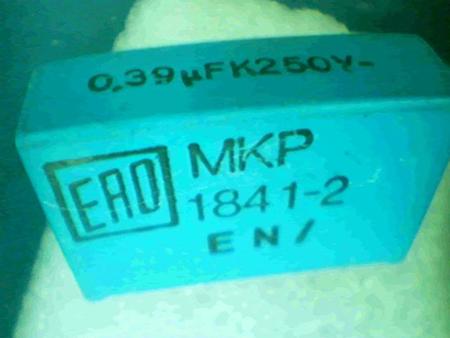 0,39µFK250V-
ERO
MKP
1841-2
EN/